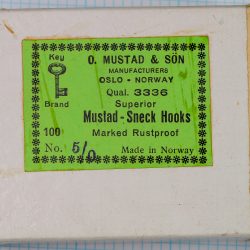 Key
Brand
O. MUSTAD & SÖN
MANUFACTURERS
OSLO - NORWAY
Qual. 3336
Superior
Mustad-Sneck Hooks
100 Marked Rustproof
No. 5/0 Made in Norway